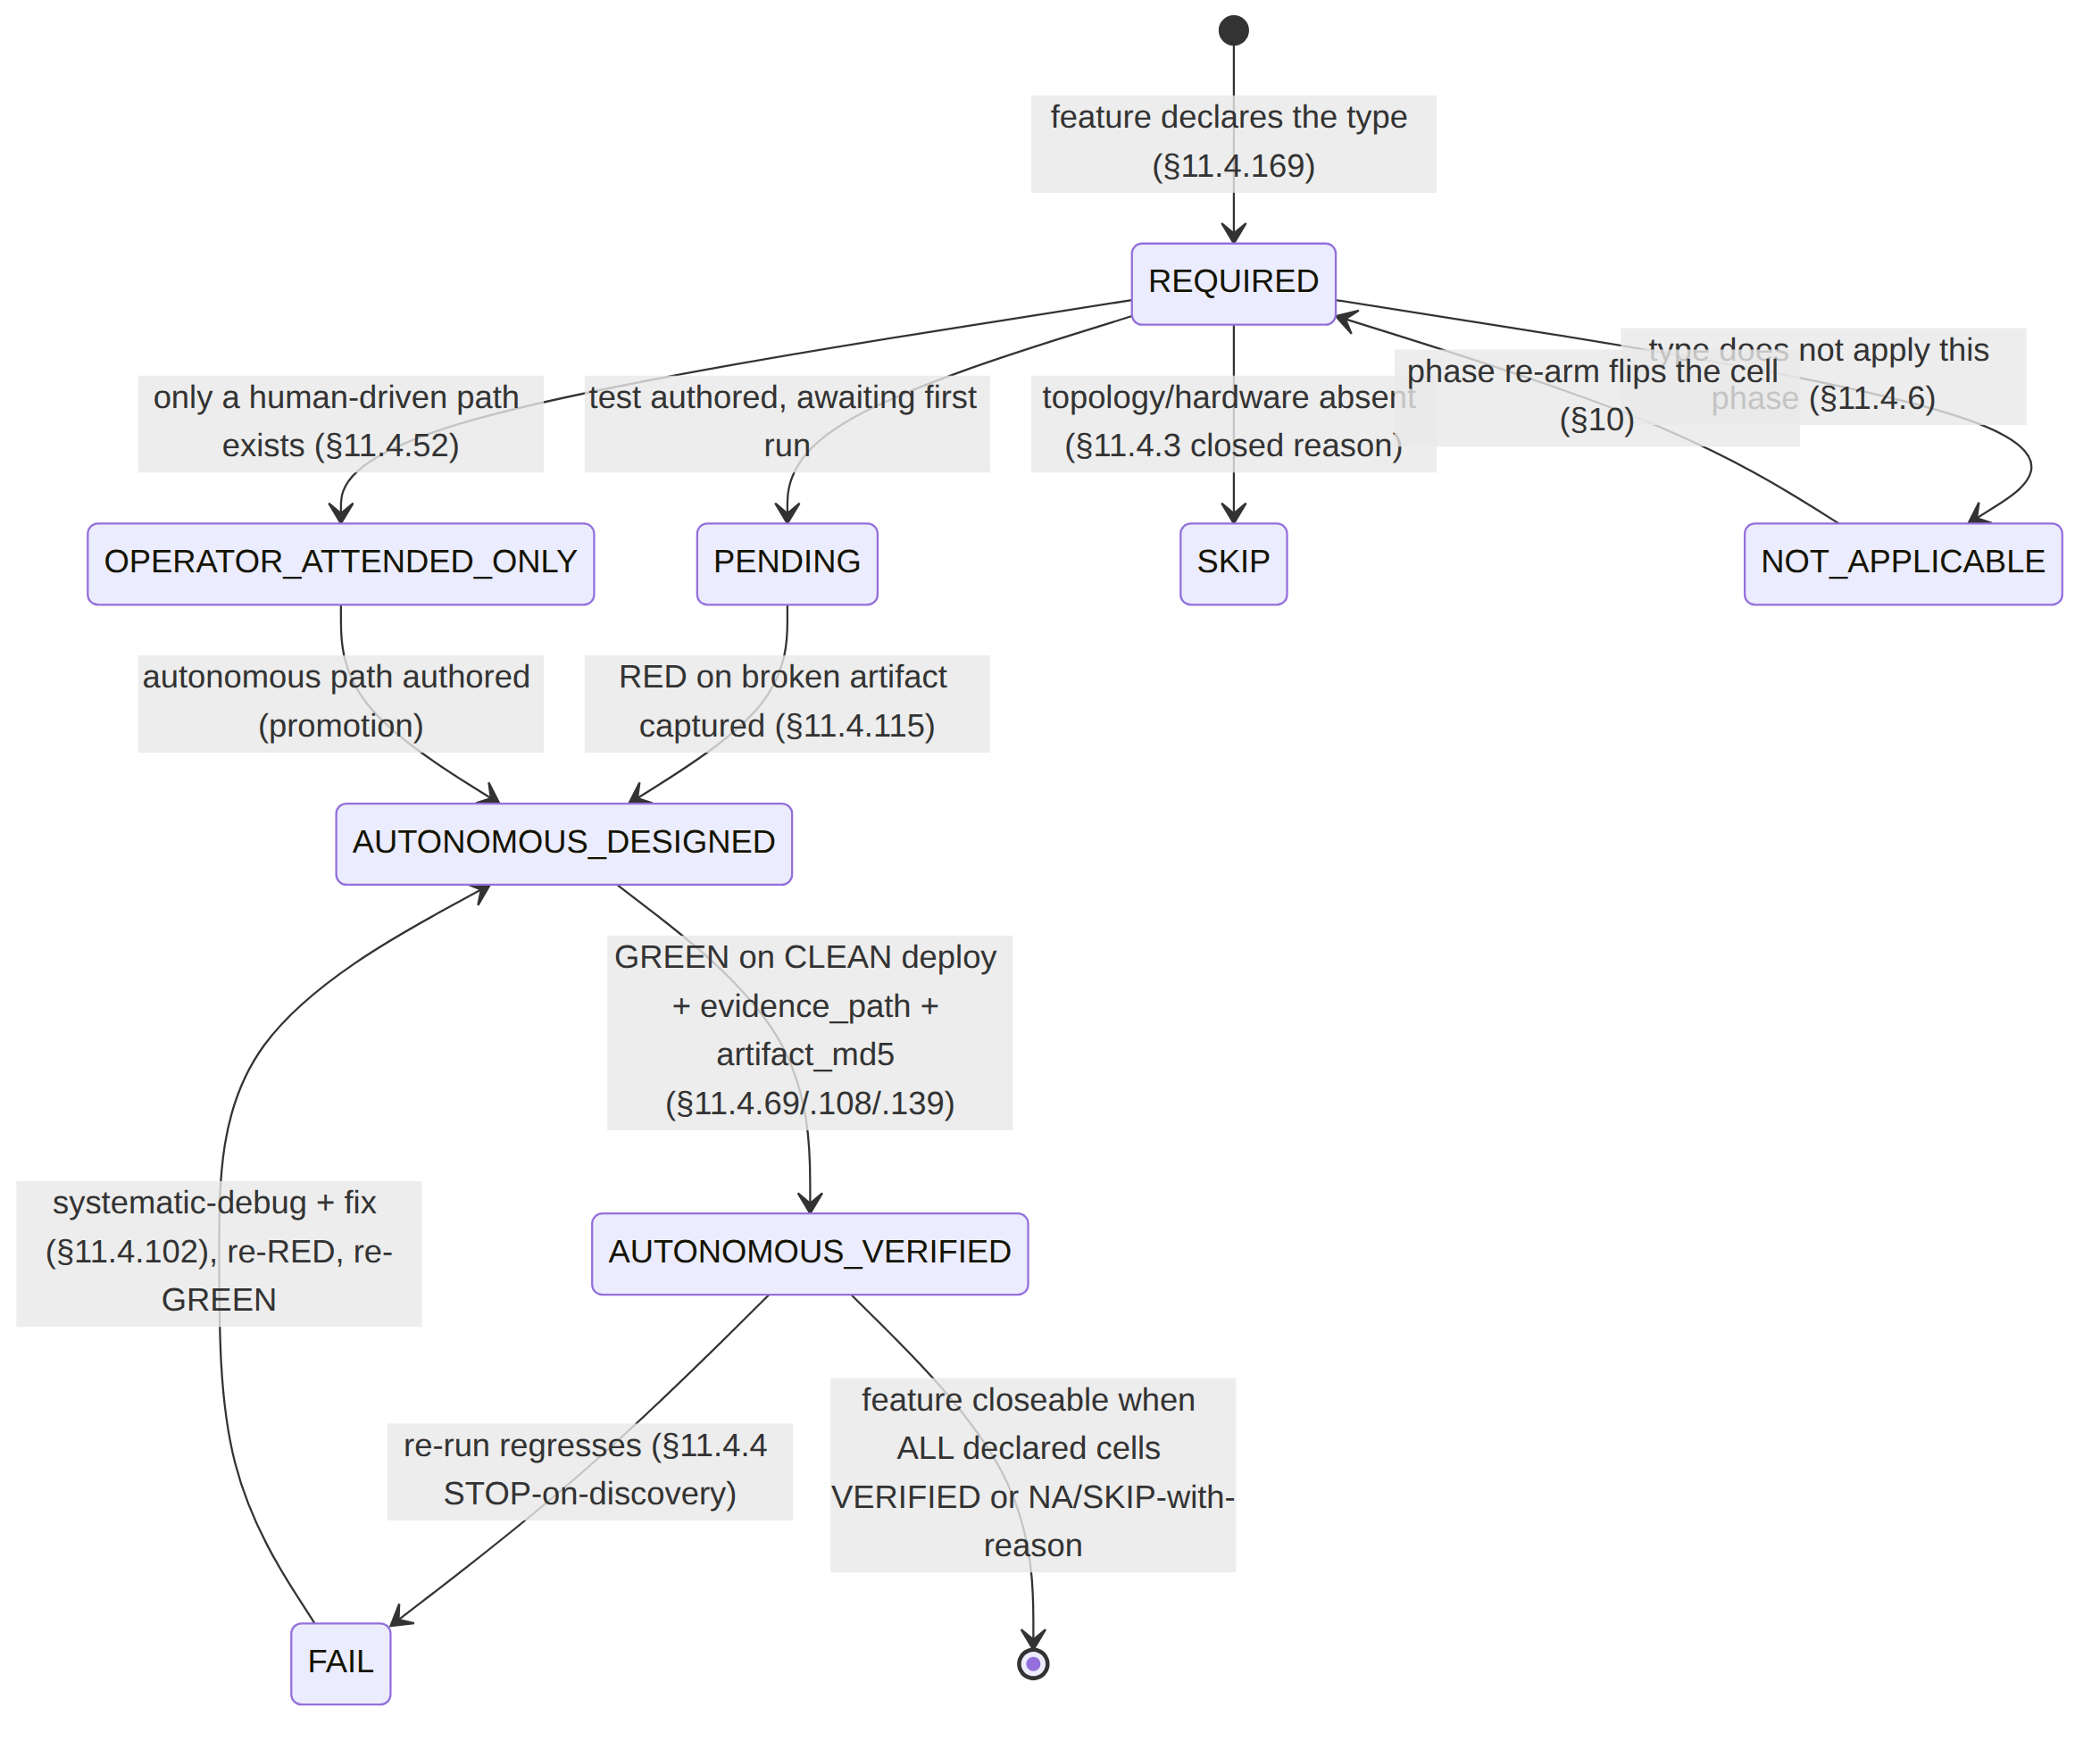 feature declares the type
(§11.4.169)
REQUIRED
only a human-driven path
exists (§11.4.52)
test authored, awaiting first
run
topology/hardware absent
(§11.4.3 closed reason)
phase re-arm flips the cell
(§10)
type does not apply this
phase (§11.4.6)
OPERATOR_ATTENDED_ONLY
PENDING
SKIP
NOT_APPLICABLE
autonomous path authored
(promotion)
RED on broken artifact
captured (§11.4.115)
AUTONOMOUS_DESIGNED
GREEN on CLEAN deploy
+ evidence_path +
artifact_md5
(§11.4.69/.108/.139)
systematic-debug + fix
(§11.4.102), re-RED, re-
GREEN
AUTONOMOUS_VERIFIED
re-run regresses (§11.4.4
STOP-on-discovery)
feature closeable when
ALL declared cells
VERIFIED or NA/SKIP-with-
reason
FAIL